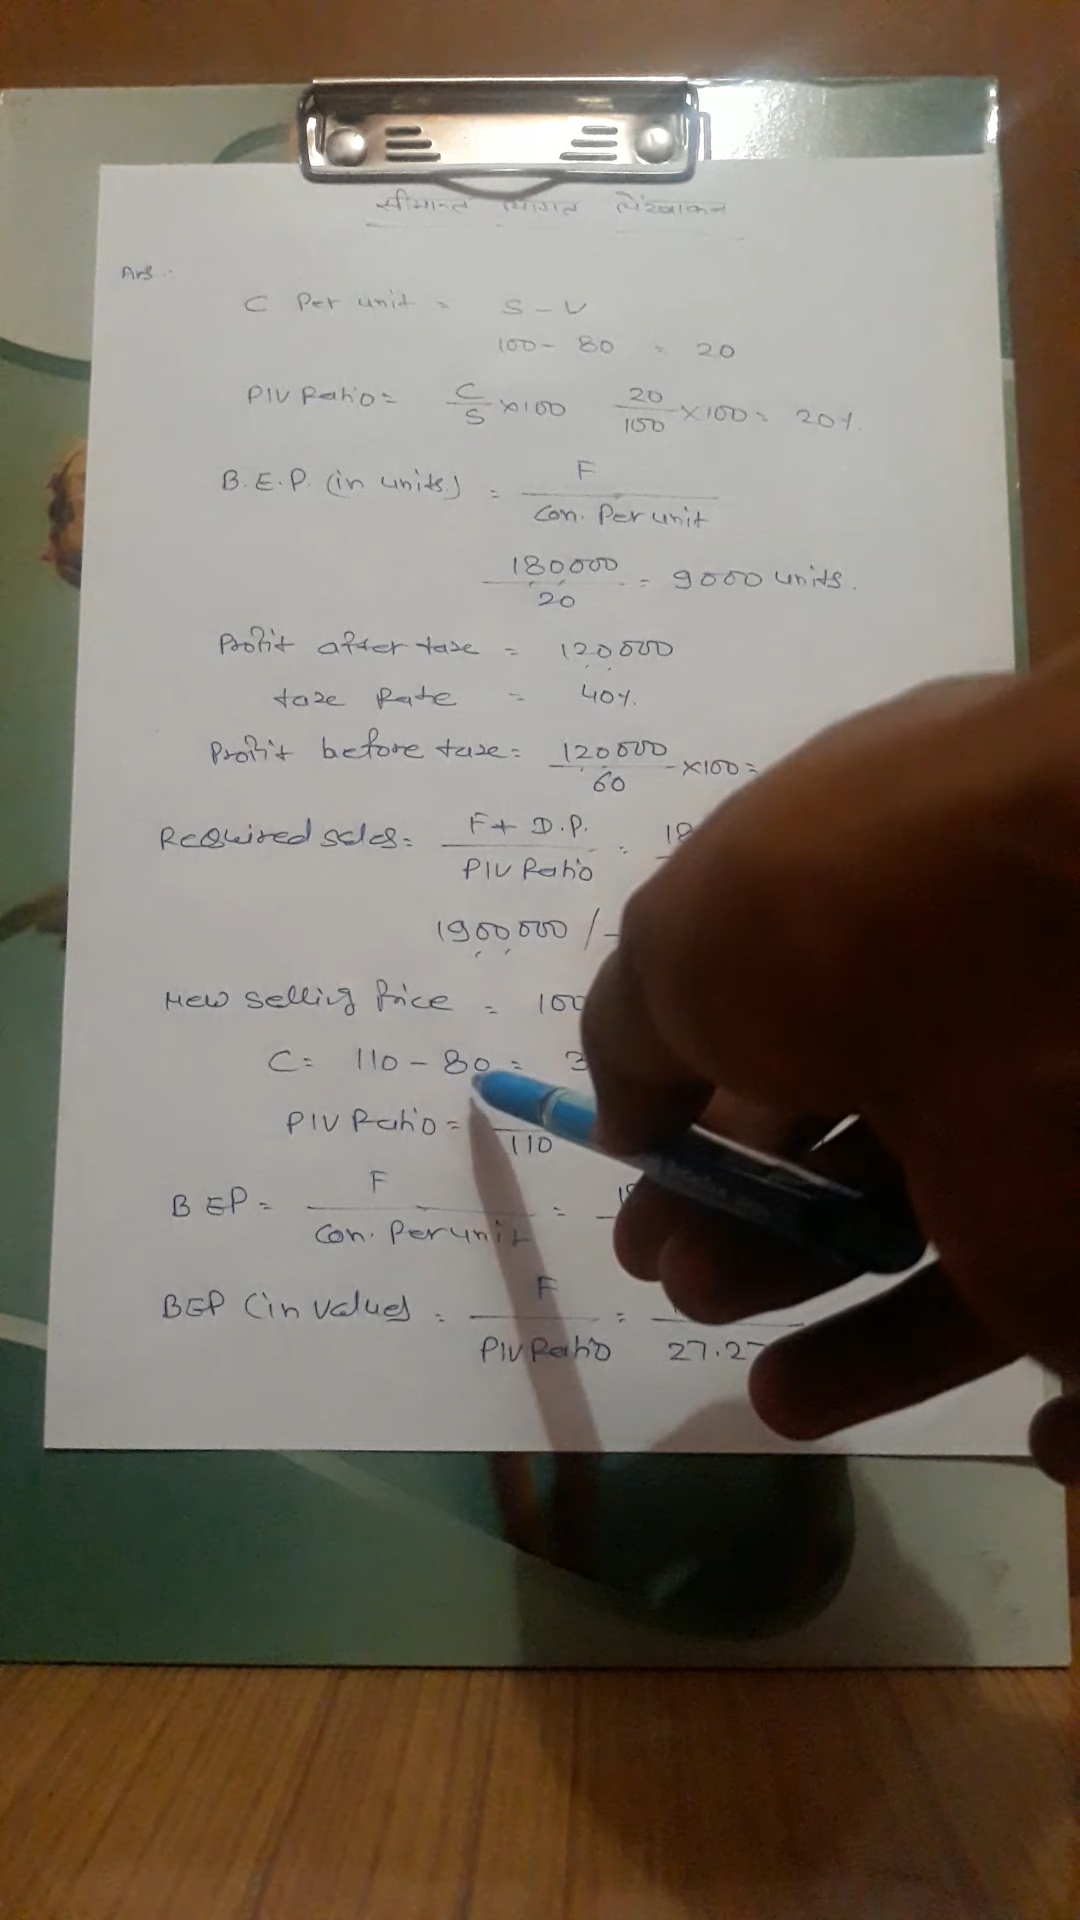 सीमान्त लागत लेखांकन
Ans.:
C Per unit = S - V
100 - 80 = 20
P/V Ratio = C/S × 100 20/100 × 100 = 20%.
B.E.P. (in units) = F / Con. Per unit
180000 / 20 = 9000 units.
Profit after taxe = 120000
taxe Rate = 40%.
Profit before taxe = 120000 / 60 × 100 =
Required sales = F + D.P. / P/V Ratio = 18
1900000 /-
New selling Price = 100
C = 110 - 80 = 3
P/V Ratio = / 110
BEP = F / Con. Per unit =
BEP (in values = F / P/V Ratio = / 27.27